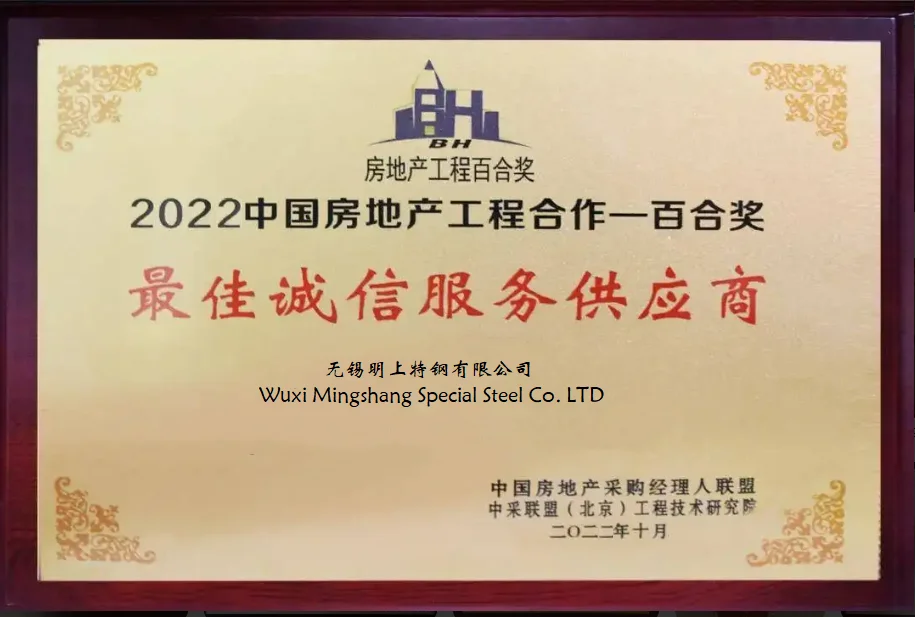 BH
BH
房地产工程百合奖
2022中国房地产工程合作—百合奖
最佳诚信服务供应商
无锡明上特钢有限公司
Wuxi Mingshang Special Steel Co. LTD
中国房地产采购经理人联盟
中采联盟（北京）工程技术研究院
二〇二二年十月